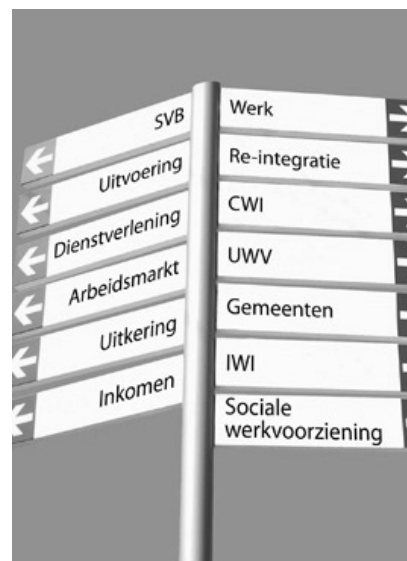 SVB
Uitvoering
Dienstverlening
Arbeidsmarkt
Uitkering
Inkomen
Werk
Re-integratie
CWI
UWV
Gemeenten
IWI
Sociale
werkvoorziening